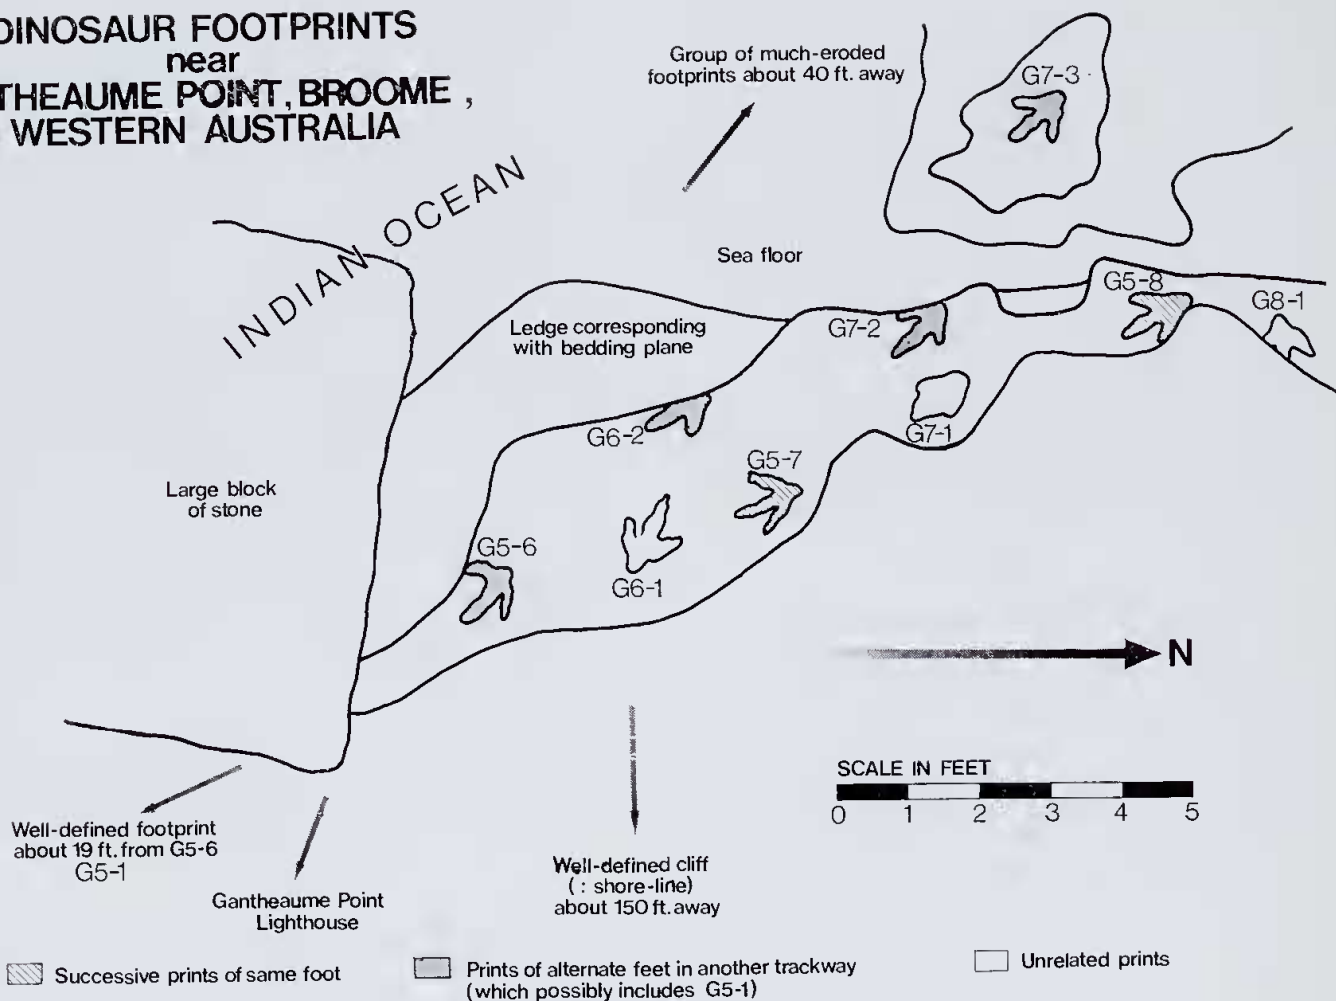 DINOSAUR FOOTPRINTS
near
THEAUME POINT, BROOME,
WESTERN AUSTRALIA
Group of much-eroded
footprints about 40 ft. away
G7-3
INDIAN OCEAN
Sea floor
G5-8
G8-1
Ledge corresponding
with bedding plane
G7-2
G6-2
G7-1
G5-7
Large block
of stone
G5-6
G6-1
N
SCALE IN FEET
0 1 2 3 4 5
Well-defined footprint
about 19 ft. from G5-6
G5-1
Gantheaume Point
Lighthouse
Well-defined cliff
(: shore-line)
about 150 ft. away
Successive prints of same foot
Prints of alternate feet in another trackway
(which possibly includes G5-1)
Unrelated prints